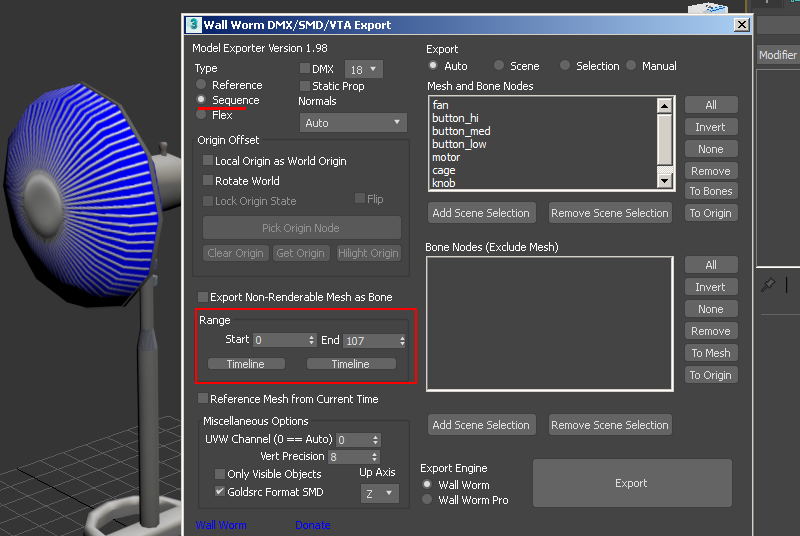 Wall Worm DMX/SMD/VTA Export
Model Exporter Version 1.98
Type
DMX
18
Reference
Static Prop
Sequence
Normals
Flex
Auto
Origin Offset
Local Origin as World Origin
Rotate World
Lock Origin State
Flip
Pick Origin Node
Clear Origin
Get Origin
Hilight Origin
Export Non-Renderable Mesh as Bone
Range
Start
0
End
107
Timeline
Timeline
Reference Mesh from Current Time
Miscellaneous Options
UVW Channel (0 == Auto)
0
Vert Precision
8
Only Visible Objects
Up Axis
Goldsrc Format SMD
Z
Wall Worm
Donate
Export
Auto
Scene
Selection
Manual
Mesh and Bone Nodes
fan
button_hi
button_med
button_low
motor
cage
knob
All
Invert
None
Remove
To Bones
To Origin
Add Scene Selection
Remove Scene Selection
Bone Nodes (Exclude Mesh)
All
Invert
None
Remove
To Mesh
To Origin
Add Scene Selection
Remove Scene Selection
Export Engine
Wall Worm
Wall Worm Pro
Export
Modifier